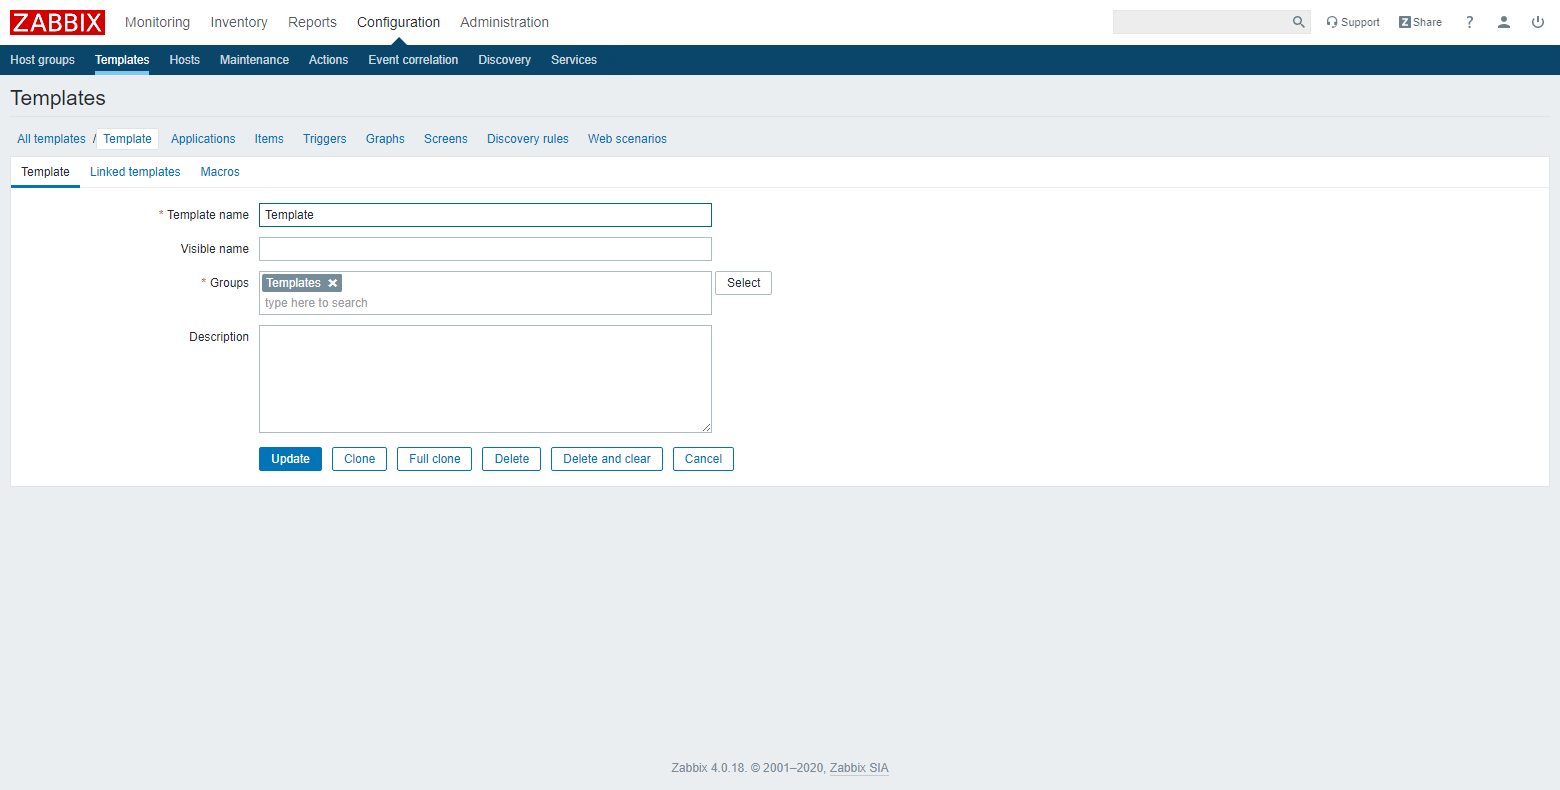 ZABBIX Monitoring Inventory Reports Configuration Administration Support Z Share ?
Host groups Templates Hosts Maintenance Actions Event correlation Discovery Services
Templates
All templates / Template Applications Items Triggers Graphs Screens Discovery rules Web scenarios
Template Linked templates Macros
* Template name Template
Visible name
* Groups Templates Select
type here to search
Description
Update Clone Full clone Delete Delete and clear Cancel
Zabbix 4.0.18. © 2001–2020, Zabbix SIA